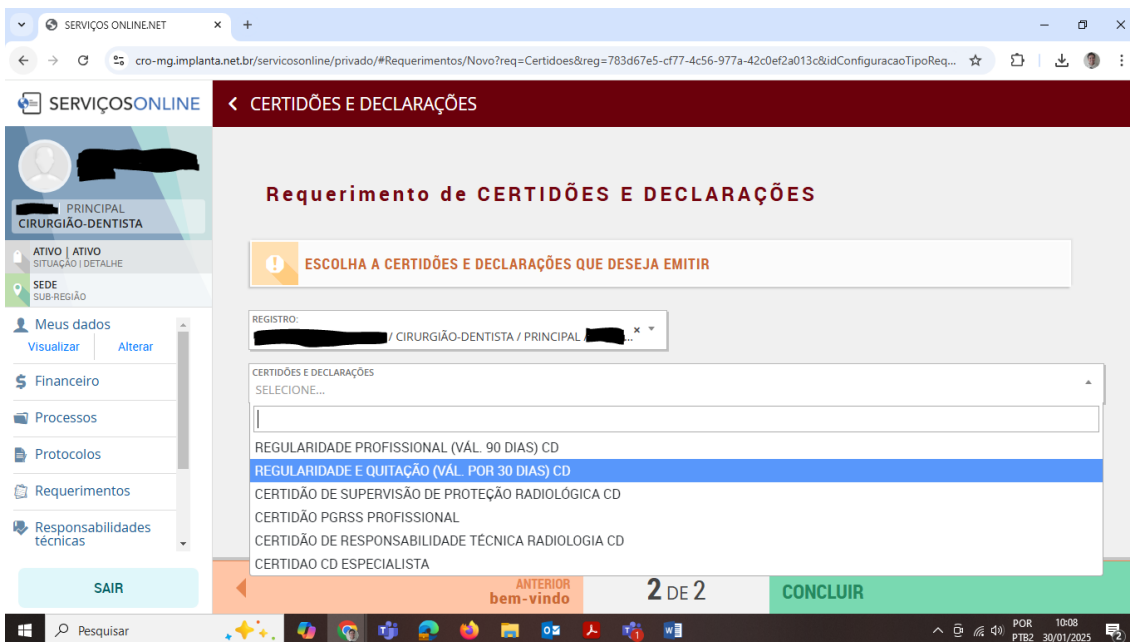 SERVIÇOS ONLINE.NET
cro-mg.implanta.net.br/servicosonline/privado/#Requerimentos/Novo?req=Certidoes&reg=783d67e5-cf77-4c56-977a-42c0ef2a013c&idConfiguracaoTipoReq...
SERVIÇOSONLINE
CERTIDÕES E DECLARAÇÕES
PRINCIPAL
CIRURGIÃO-DENTISTA
ATIVO | ATIVO
SITUAÇÃO | DETALHE
SEDE
SUB-REGIÃO
Meus dados
Visualizar Alterar
Financeiro
Processos
Protocolos
Requerimentos
Responsabilidades
técnicas
SAIR
Requerimento de CERTIDÕES E DECLARAÇÕES
ESCOLHA A CERTIDÕES E DECLARAÇÕES QUE DESEJA EMITIR
REGISTRO:
/ CIRURGIÃO-DENTISTA / PRINCIPAL / ...
CERTIDÕES E DECLARAÇÕES
SELECIONE...
REGULARIDADE PROFISSIONAL (VÁL. 90 DIAS) CD
REGULARIDADE E QUITAÇÃO (VÁL. POR 30 DIAS) CD
CERTIDÃO DE SUPERVISÃO DE PROTEÇÃO RADIOLÓGICA CD
CERTIDÃO PGRSS PROFISSIONAL
CERTIDÃO DE RESPONSABILIDADE TÉCNICA RADIOLOGIA CD
CERTIDAO CD ESPECIALISTA
ANTERIOR
bem-vindo
2 DE 2
CONCLUIR
Pesquisar
POR
PTB2
10:08
30/01/2025